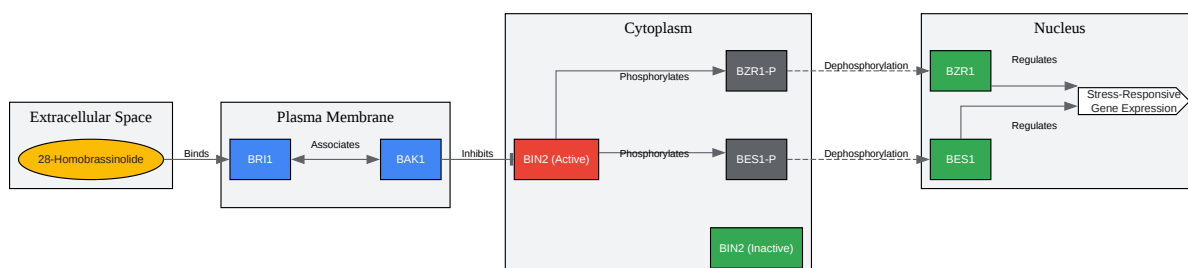 Extracellular Space
28-Homobrassinolide
Binds
Plasma Membrane
BRI1
Associates
BAK1
Inhibits
Cytoplasm
BIN2 (Active)
Phosphorylates
BZR1-P
Phosphorylates
BES1-P
BIN2 (Inactive)
Dephosphorylation
Dephosphorylation
Nucleus
BZR1
Regulates
BES1
Regulates
Stress-Responsive
Gene Expression